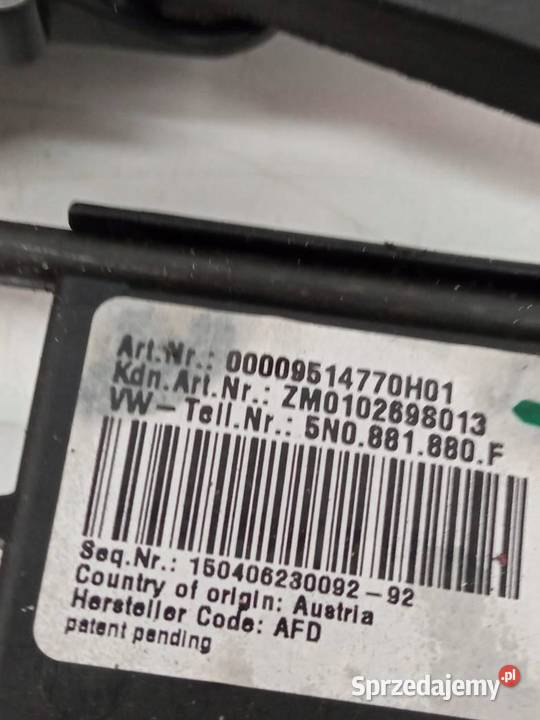 Art.Nr.: 00009514770H01
Kdn.Art.Nr.: ZM0102698013
VW-Teil.Nr.: 5N0.881.880.F
Seq.Nr.: 150406230092-92
Country of origin: Austria
Hersteller Code: AFD
patent pending
Sprzedajemy.pl